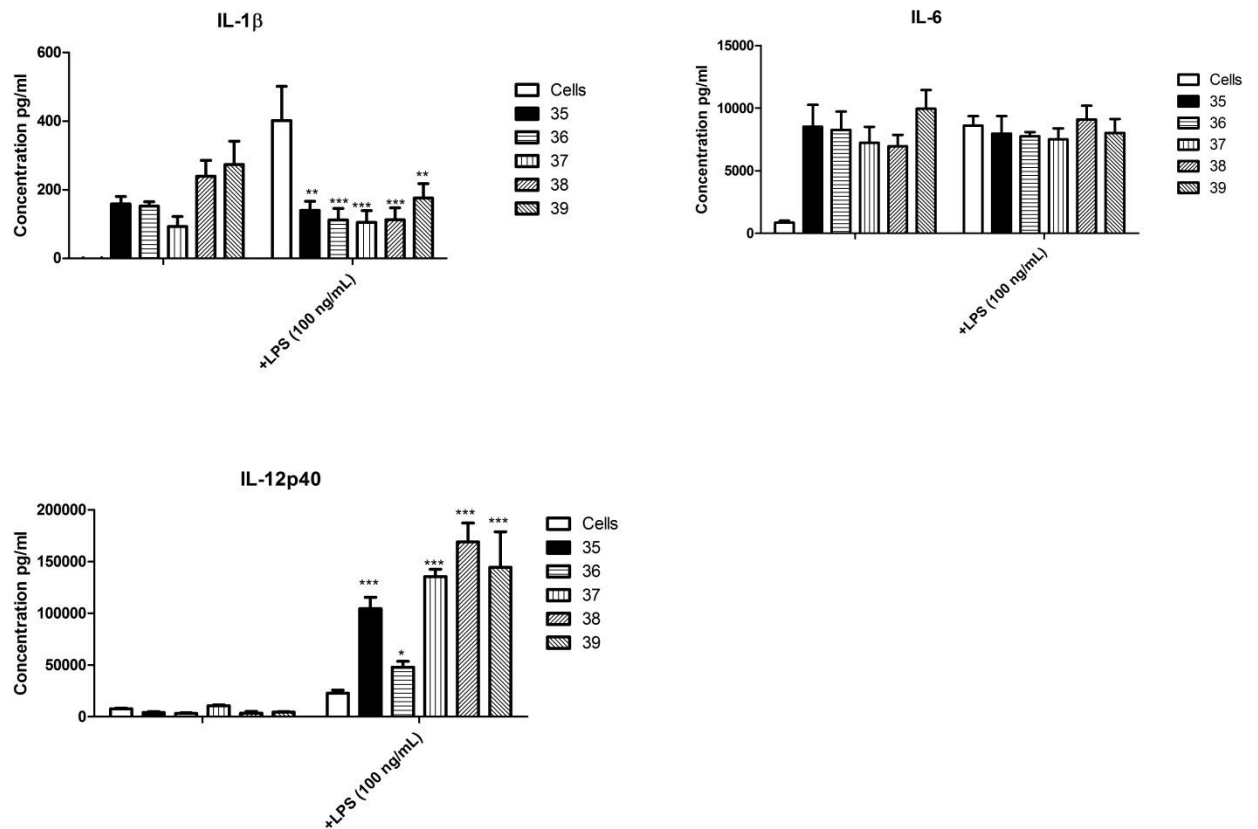 IL-1β
Concentration pg/ml
600
400
200
0
** *** *** *** **
+LPS (100 ng/mL)
Cells
35
36
37
38
39
IL-6
Concentration pg/ml
15000
10000
5000
0
+LPS (100 ng/mL)
Cells
35
36
37
38
39
IL-12p40
Concentration pg/ml
200000
150000
100000
50000
0
*** * *** *** ***
+LPS (100 ng/mL)
Cells
35
36
37
38
39